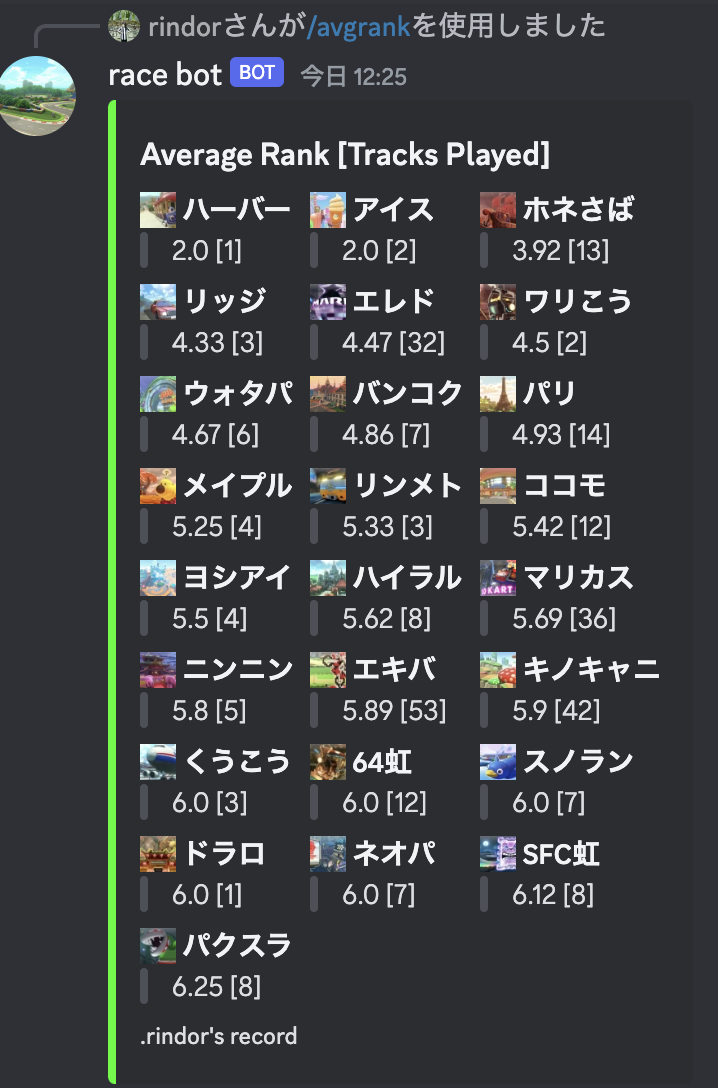 rindorさんが/avgrankを使用しました
race bot BOT 今日 12:25
Average Rank [Tracks Played]
ハーバー アイス ホネさば
2.0 [1] 2.0 [2] 3.92 [13]
リッジ エレド ワリこう
4.33 [3] 4.47 [32] 4.5 [2]
ウォタパ バンコク パリ
4.67 [6] 4.86 [7] 4.93 [14]
メイプル リンメト ココモ
5.25 [4] 5.33 [3] 5.42 [12]
ヨシアイ ハイラル マリカス
5.5 [4] 5.62 [8] 5.69 [36]
ニンニン エキバ キノキャニ
5.8 [5] 5.89 [53] 5.9 [42]
くうこう 64虹 スノラン
6.0 [3] 6.0 [12] 6.0 [7]
ドラロ ネオパ SFC虹
6.0 [1] 6.0 [7] 6.12 [8]
パクスラ
6.25 [8]
.rindor's record